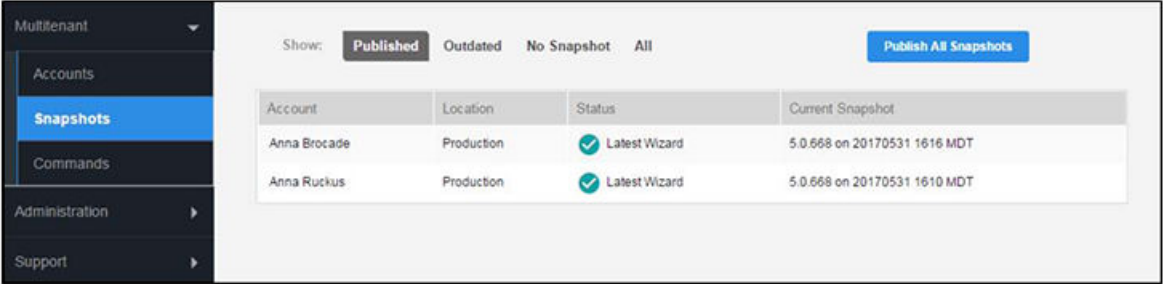 Multitenant
Accounts
Snapshots
Commands
Administration
Support
Show: Published Outdated No Snapshot All Publish All Snapshots
Account Location Status Current Snapshot
Anna Brocade Production Latest Wizard 5.0.668 on 20170531 1616 MDT
Anna Ruckus Production Latest Wizard 5.0.668 on 20170531 1610 MDT